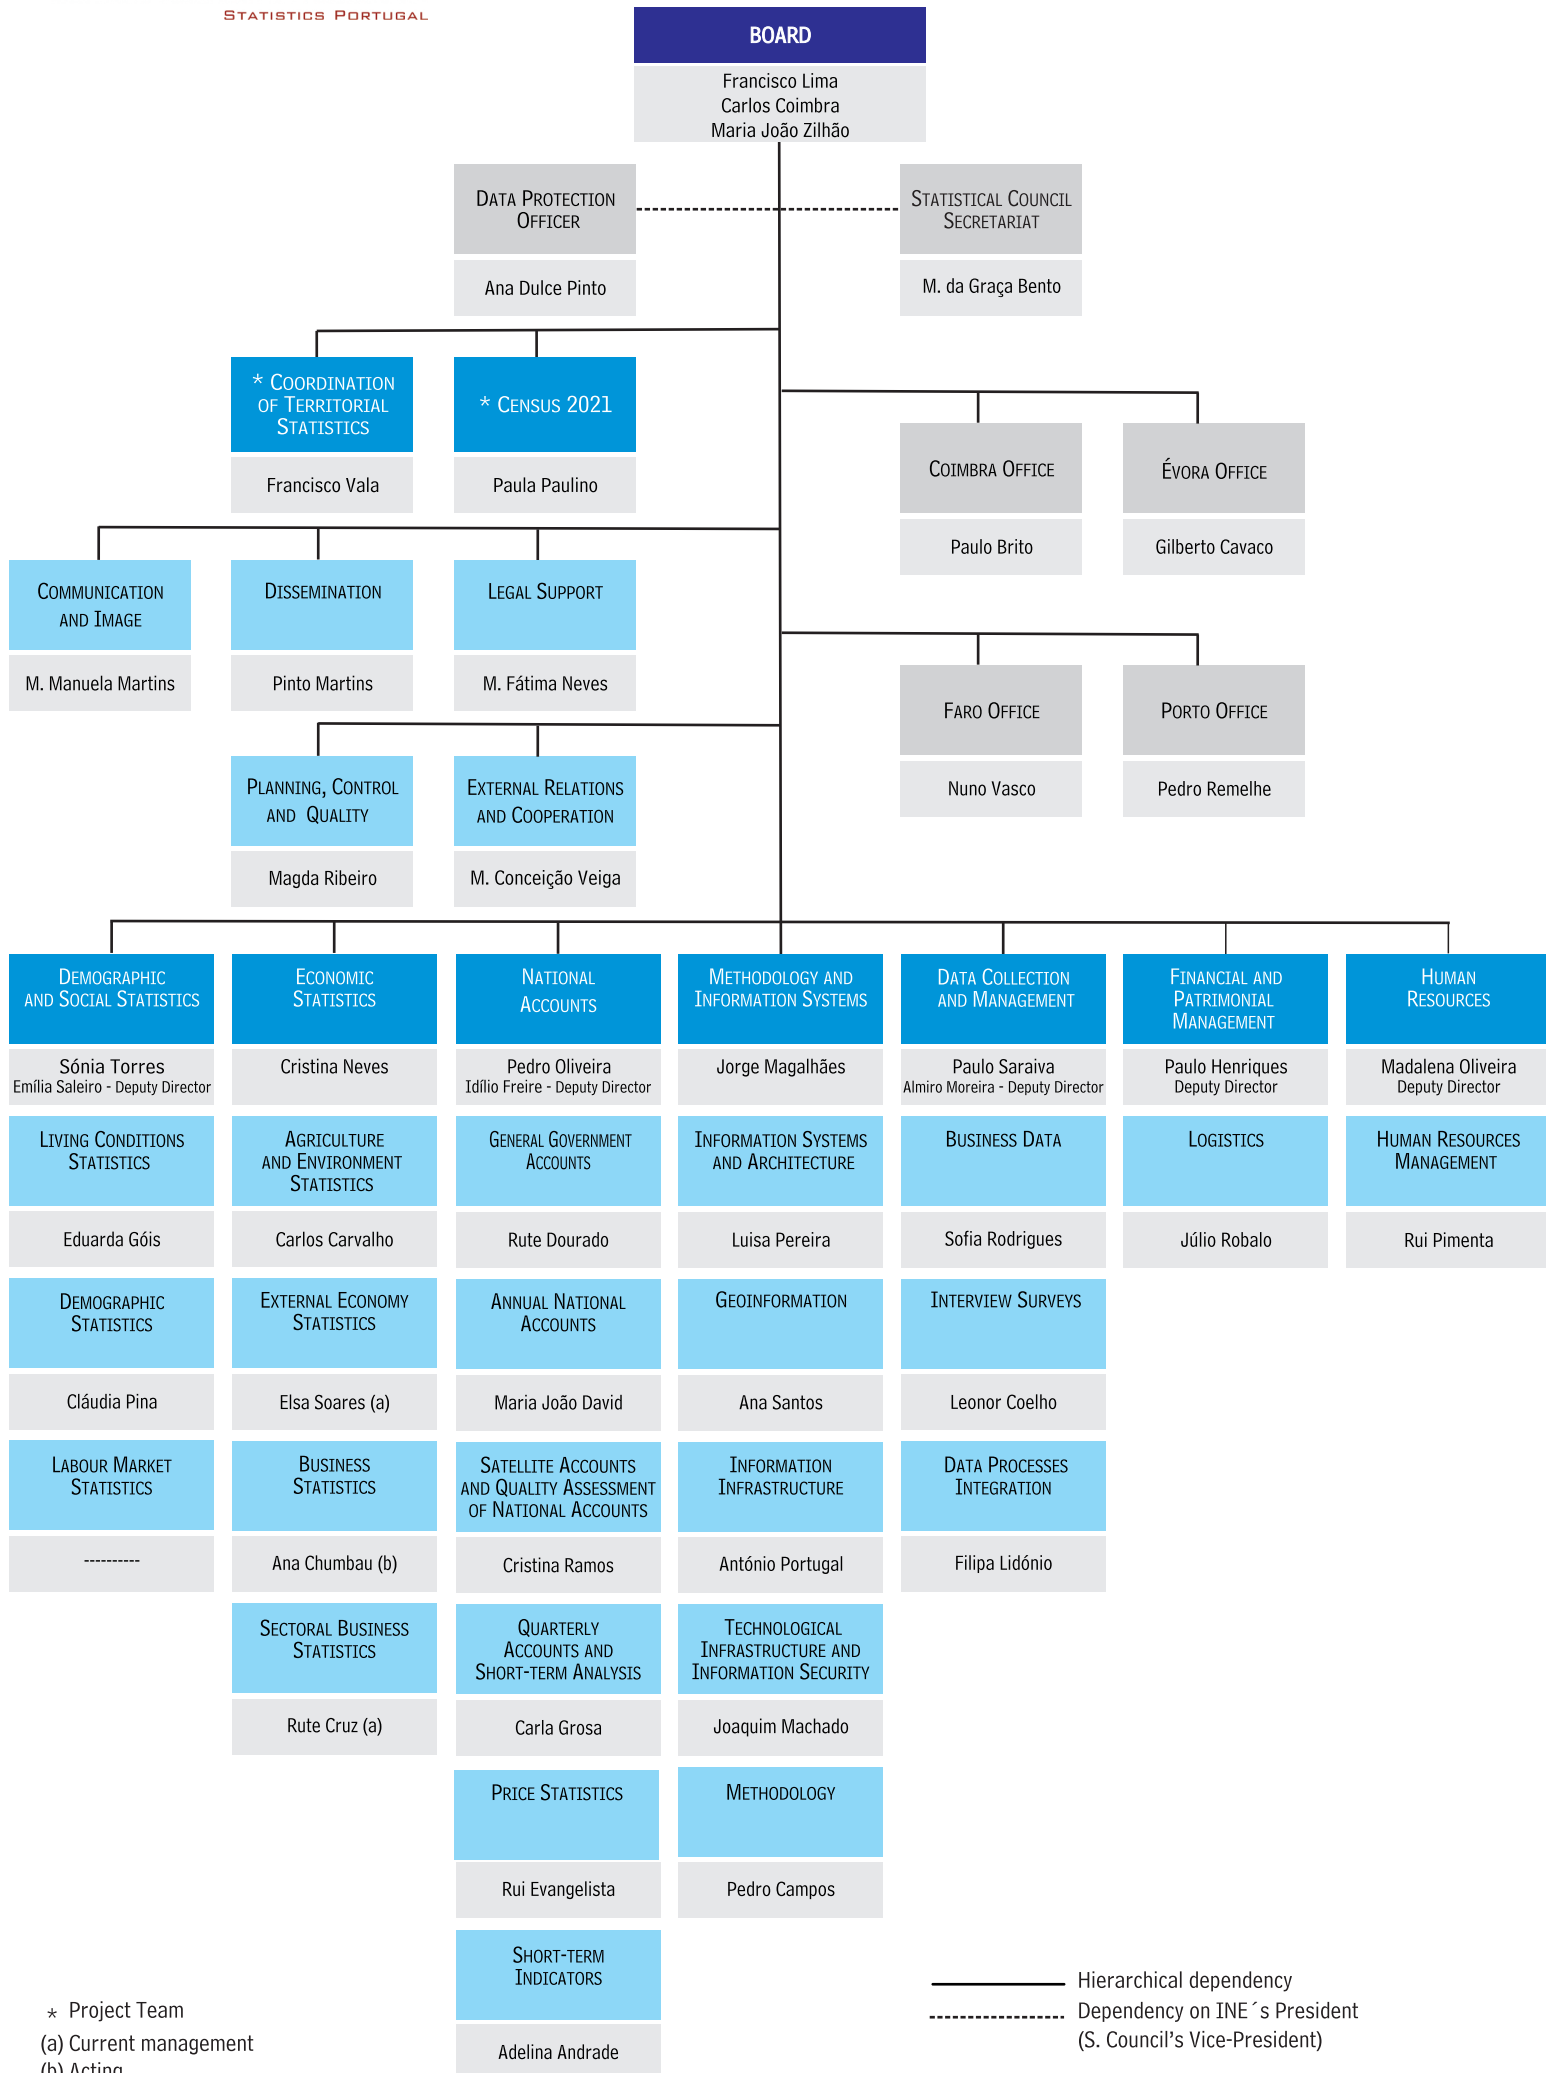 STATISTICS PORTUGAL
BOARD
Francisco Lima
Carlos Coimbra
Maria João Zilhão
DATA PROTECTION
OFFICER
Ana Dulce Pinto
STATISTICAL COUNCIL
SECRETARIAT
M. da Graça Bento
* COORDINATION
OF TERRITORIAL
STATISTICS
Francisco Vala
* CENSUS 2021
Paula Paulino
COIMBRA OFFICE
Paulo Brito
ÉVORA OFFICE
Gilberto Cavaco
COMMUNICATION
AND IMAGE
M. Manuela Martins
DISSEMINATION
Pinto Martins
LEGAL SUPPORT
M. Fátima Neves
FARO OFFICE
Nuno Vasco
PORTO OFFICE
Pedro Remelhe
PLANNING, CONTROL
AND QUALITY
Magda Ribeiro
EXTERNAL RELATIONS
AND COOPERATION
M. Conceição Veiga
DEMOGRAPHIC
AND SOCIAL STATISTICS
Sónia Torres
Emília Saleiro - Deputy Director
LIVING CONDITIONS
STATISTICS
Eduarda Góis
DEMOGRAPHIC
STATISTICS
Cláudia Pina
LABOUR MARKET
STATISTICS
----------
ECONOMIC
STATISTICS
Cristina Neves
AGRICULTURE
AND ENVIRONMENT
STATISTICS
Carlos Carvalho
EXTERNAL ECONOMY
STATISTICS
Elsa Soares (a)
BUSINESS
STATISTICS
Ana Chumbau (b)
SECTORAL BUSINESS
STATISTICS
Rute Cruz (a)
NATIONAL
ACCOUNTS
Pedro Oliveira
Idílio Freire - Deputy Director
GENERAL GOVERNMENT
ACCOUNTS
Rute Dourado
ANNUAL NATIONAL
ACCOUNTS
Maria João David
SATELLITE ACCOUNTS
AND QUALITY ASSESSMENT
OF NATIONAL ACCOUNTS
Cristina Ramos
QUARTERLY
ACCOUNTS AND
SHORT-TERM ANALYSIS
Carla Grosa
PRICE STATISTICS
Rui Evangelista
SHORT-TERM
INDICATORS
Adelina Andrade
METHODOLOGY AND
INFORMATION SYSTEMS
Jorge Magalhães
INFORMATION SYSTEMS
AND ARCHITECTURE
Luisa Pereira
GEOINFORMATION
Ana Santos
INFORMATION
INFRASTRUCTURE
António Portugal
TECHNOLOGICAL
INFRASTRUCTURE AND
INFORMATION SECURITY
Joaquim Machado
METHODOLOGY
Pedro Campos
DATA COLLECTION
AND MANAGEMENT
Paulo Saraiva
Almiro Moreira - Deputy Director
BUSINESS DATA
Sofia Rodrigues
INTERVIEW SURVEYS
Leonor Coelho
DATA PROCESSES
INTEGRATION
Filipa Lidónio
FINANCIAL AND
PATRIMONIAL
MANAGEMENT
Paulo Henriques
Deputy Director
LOGISTICS
Júlio Robalo
HUMAN
RESOURCES
Madalena Oliveira
Deputy Director
HUMAN RESOURCES
MANAGEMENT
Rui Pimenta
* Project Team
(a) Current management
(b) Acting
Hierarchical dependency
Dependency on INE´s President
(S. Council's Vice-President)